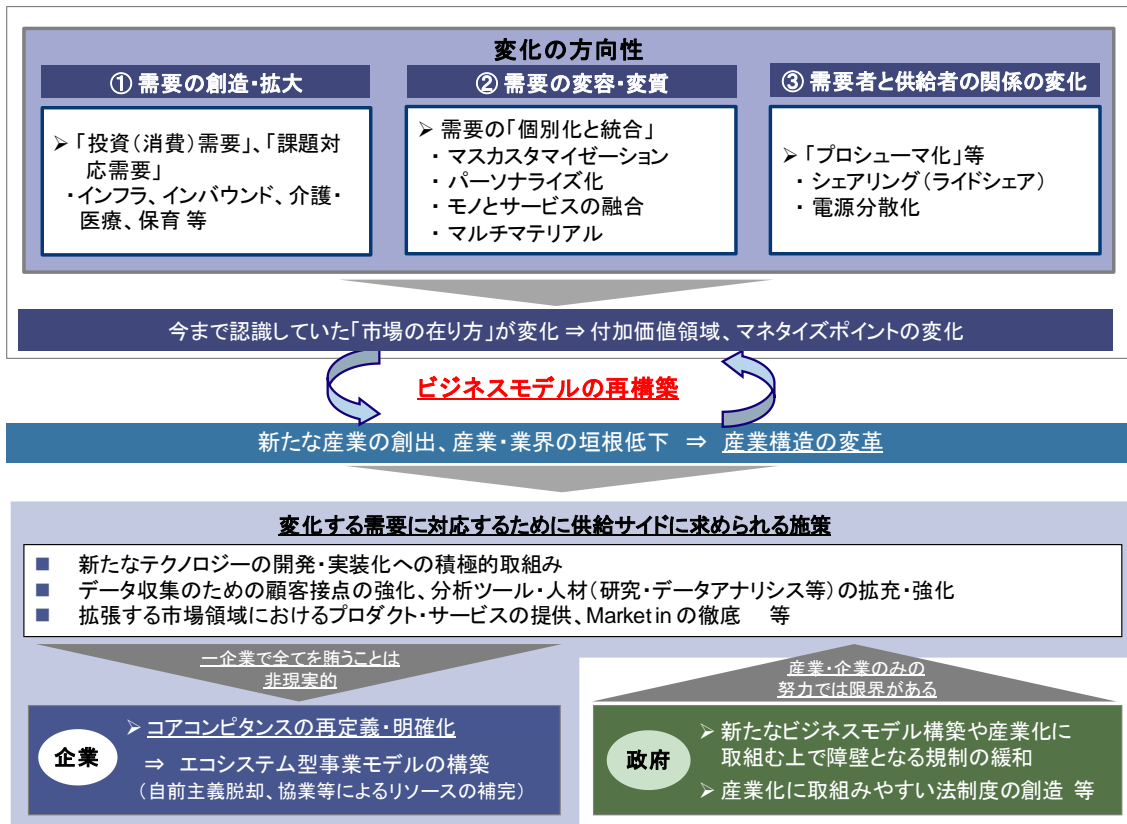 変化の方向性
① 需要の創造・拡大
➢「投資(消費)需要」、「課題対
応需要」
・インフラ、インバウンド、介護・
医療、保育 等
② 需要の変容・変質
➢ 需要の「個別化と統合」
・ マスカスタマイゼーション
・ パーソナライズ化
・ モノとサービスの融合
・ マルチマテリアル
③ 需要者と供給者の関係の変化
➢「プロシューマ化」等
・ シェアリング(ライドシェア)
・ 電源分散化
今まで認識していた「市場の在り方」が変化 ⇒ 付加価値領域、マネタイズポイントの変化
ビジネスモデルの再構築
新たな産業の創出、産業・業界の垣根低下 ⇒ 産業構造の変革
変化する需要に対応するために供給サイドに求められる施策
■ 新たなテクノロジーの開発・実装化への積極的取組み
■ データ収集のための顧客接点の強化、分析ツール・人材(研究・データアナリシス等)の拡充・強化
■ 拡張する市場領域におけるプロダクト・サービスの提供、Market in の徹底 等
一企業で全てを賄うことは
非現実的
企業
➢ コアコンピタンスの再定義・明確化
⇒ エコシステム型事業モデルの構築
(自前主義脱却、協業等によるリソースの補完)
産業・企業のみの
努力では限界がある
政府
➢ 新たなビジネスモデル構築や産業化に
取組む上で障壁となる規制の緩和
➢ 産業化に取組みやすい法制度の創造 等